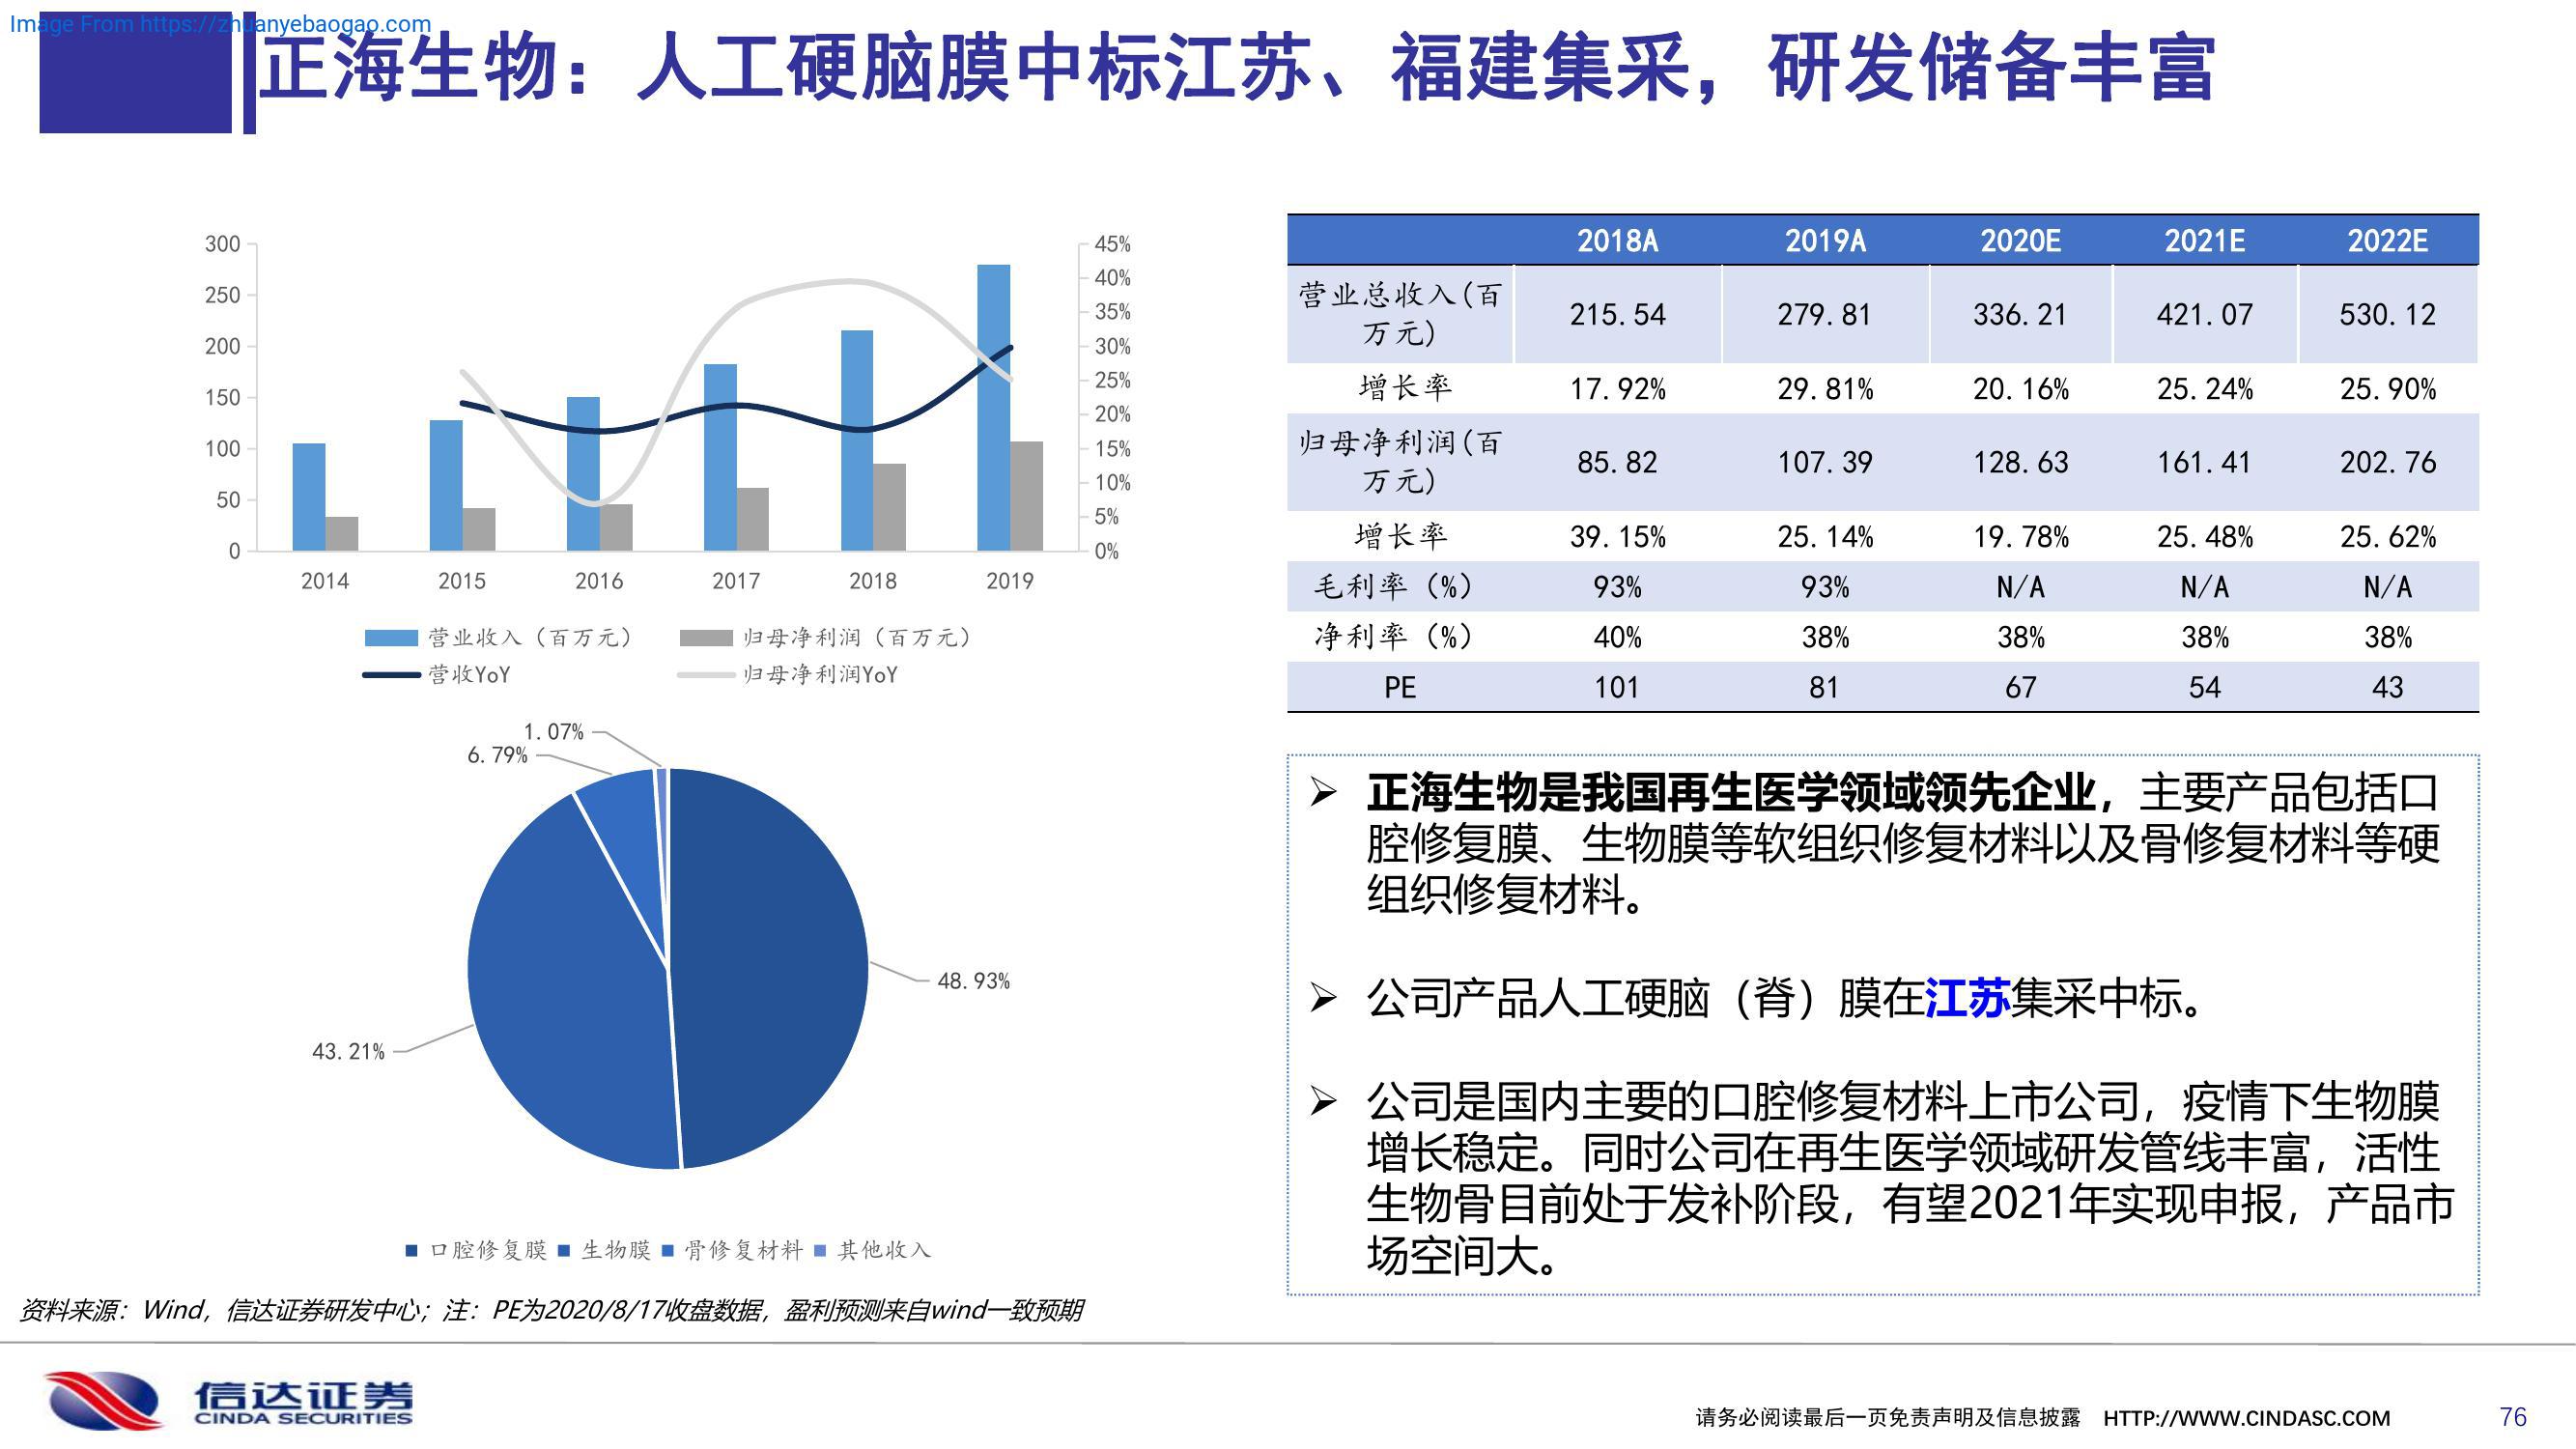 Image From https://zhuanyebaogao.com
正海生物：人工硬脑膜中标江苏、福建集采，研发储备丰富
300
250
200
150
100
50
0
45%
40%
35%
30%
25%
20%
15%
10%
5%
0%
2014 2015 2016 2017 2018 2019
营业收入（百万元） 归母净利润（百万元）
营收YoY 归母净利润YoY
1.07%
6.79%
48.93%
43.21%
口腔修复膜 生物膜 骨修复材料 其他收入
2018A 2019A 2020E 2021E 2022E
营业总收入(百
万元) 215.54 279.81 336.21 421.07 530.12
增长率 17.92% 29.81% 20.16% 25.24% 25.90%
归母净利润(百
万元) 85.82 107.39 128.63 161.41 202.76
增长率 39.15% 25.14% 19.78% 25.48% 25.62%
毛利率（%） 93% 93% N/A N/A N/A
净利率（%） 40% 38% 38% 38% 38%
PE 101 81 67 54 43
正海生物是我国再生医学领域领先企业，主要产品包括口
腔修复膜、生物膜等软组织修复材料以及骨修复材料等硬
组织修复材料。
公司产品人工硬脑（脊）膜在江苏集采中标。
公司是国内主要的口腔修复材料上市公司，疫情下生物膜
增长稳定。同时公司在再生医学领域研发管线丰富，活性
生物骨目前处于发补阶段，有望2021年实现申报，产品市
场空间大。
资料来源：Wind，信达证券研发中心；注：PE为2020/8/17收盘数据，盈利预测来自wind一致预期
信达证券
CINDA SECURITIES
请务必阅读最后一页免责声明及信息披露 HTTP://WWW.CINDASC.COM 76